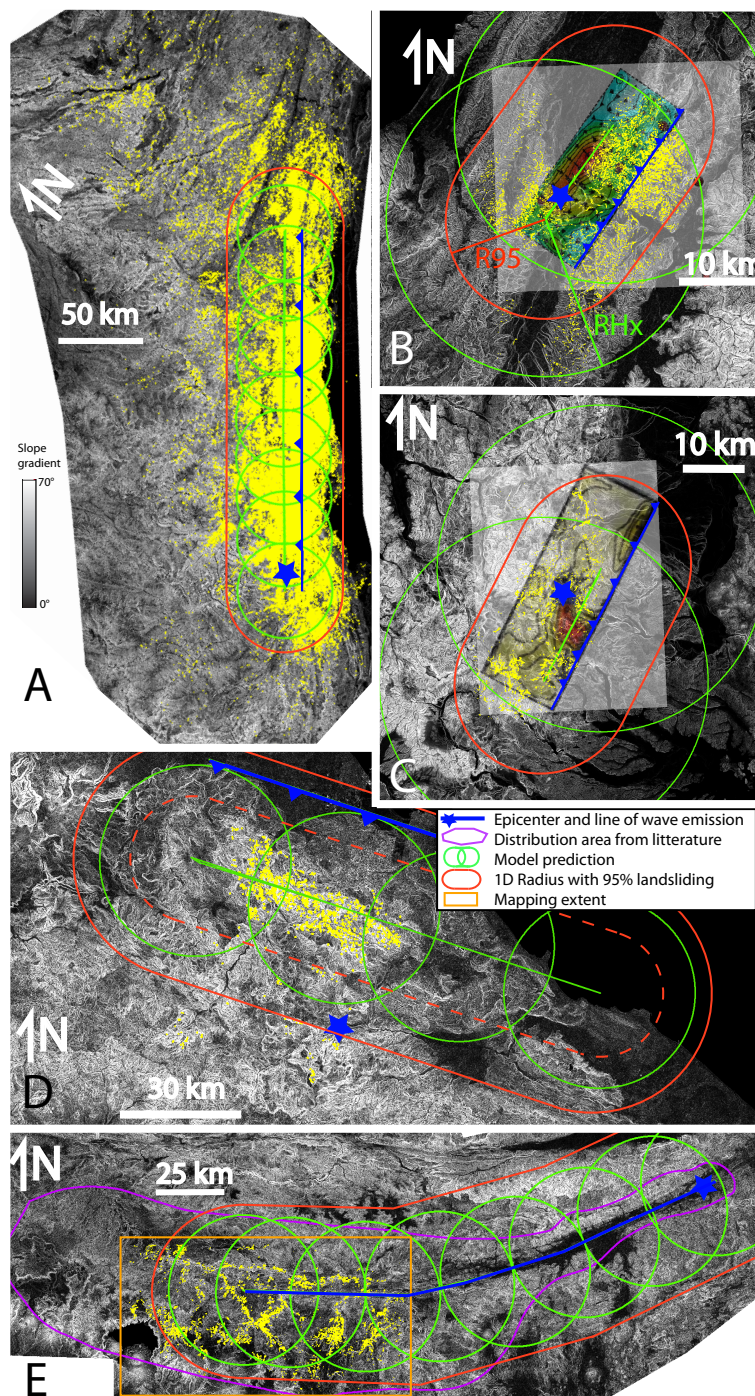 N
50 km
Slope
gradient
70°
0°
A
N
R95
RHx
10 km
B
N
10 km
C
Epicenter and line of wave emission
Distribution area from litterature
Model prediction
1D Radius with 95% landsliding
Mapping extent
N
D
30 km
N
25 km
E